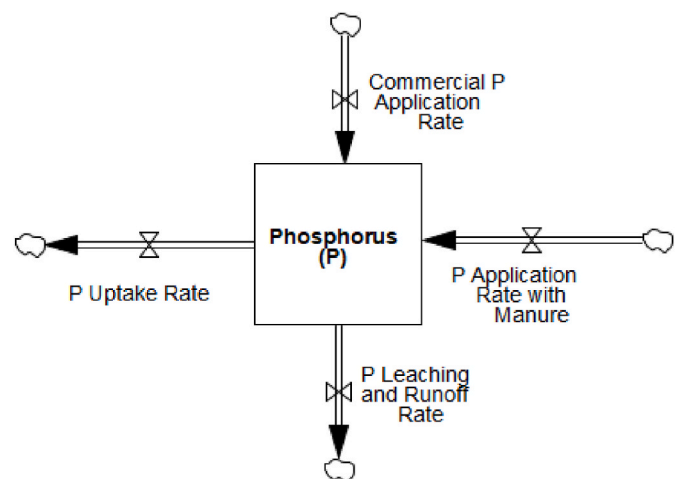 Commercial P
Application
Rate
Phosphorus
(P)
P Uptake Rate
P Application
Rate with
Manure
P Leaching
and Runoff
Rate